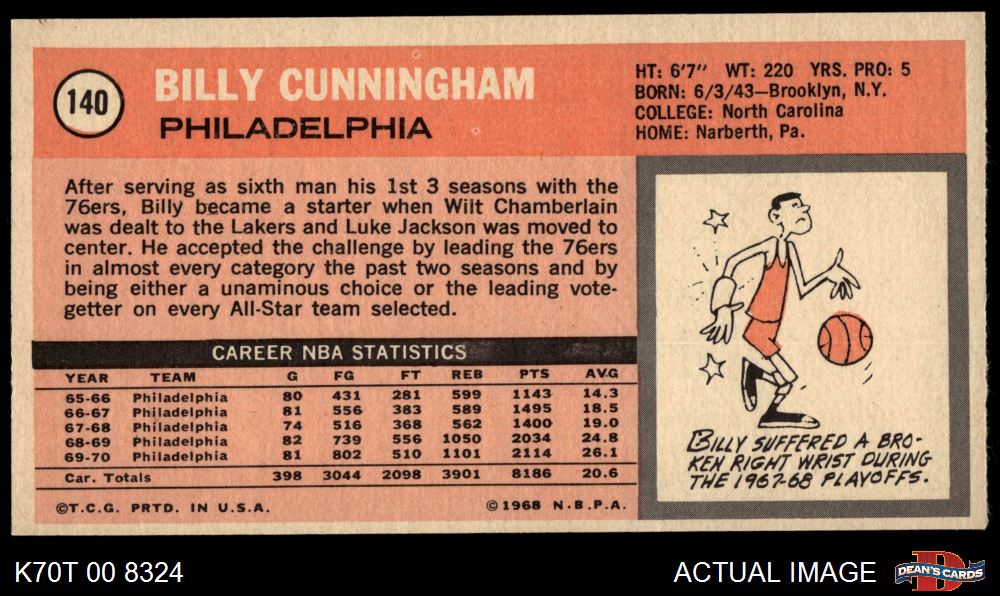 140
BILLY CUNNINGHAM
PHILADELPHIA
HT: 6'7" WT: 220 YRS. PRO: 5
BORN: 6/3/43—Brooklyn, N.Y.
COLLEGE: North Carolina
HOME: Narberth, Pa.
After serving as sixth man his 1st 3 seasons with the
76ers, Billy became a starter when Wilt Chamberlain
was dealt to the Lakers and Luke Jackson was moved to
center. He accepted the challenge by leading the 76ers
in almost every category the past two seasons and by
being either a unaminous choice or the leading vote-
getter on every All-Star team selected.
CAREER NBA STATISTICS
YEAR TEAM G FG FT REB PTS AVG
65-66 Philadelphia 80 431 281 599 1143 14.3
66-67 Philadelphia 81 556 383 589 1495 18.5
67-68 Philadelphia 74 516 368 562 1400 19.0
68-69 Philadelphia 82 739 556 1050 2034 24.8
69-70 Philadelphia 81 802 510 1101 2114 26.1
Car. Totals 398 3044 2098 3901 8186 20.6
©T.C.G. PRTD. IN U.S.A. ©1968 N.B.P.A.
BILLY SUFFERED A BRO-
KEN RIGHT WRIST DURING
THE 1967-68 PLAYOFFS.
K70T 00 8324
ACTUAL IMAGE
DEAN'S CARDS